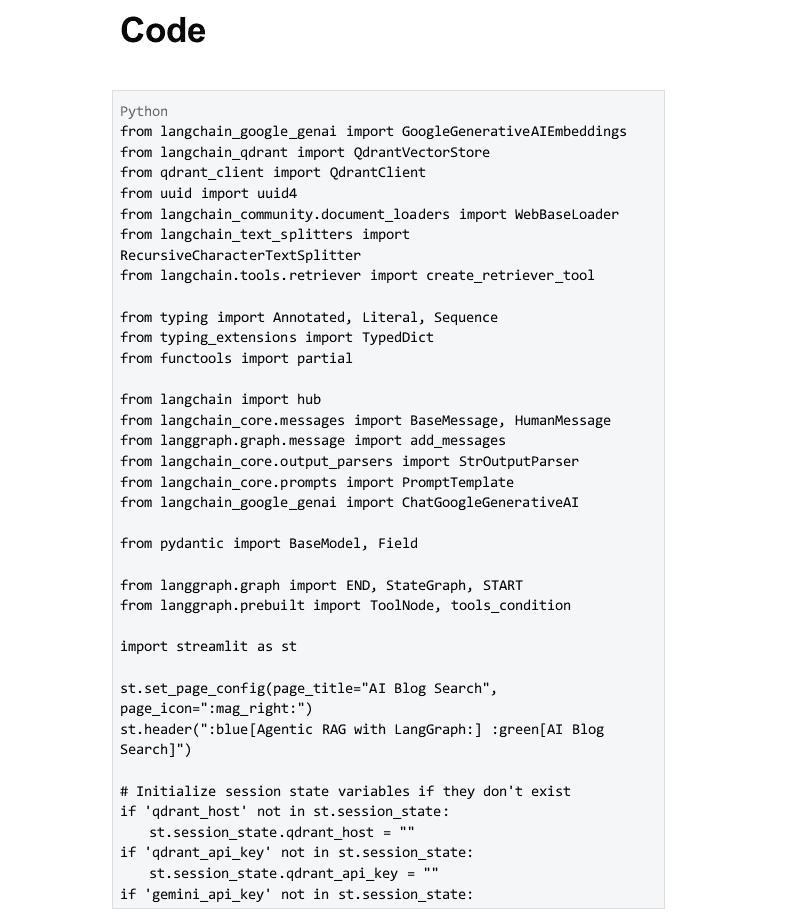 Code
Python
from langchain_google_genai import GoogleGenerativeAIEmbeddings
from langchain_qdrant import QdrantVectorStore
from qdrant_client import QdrantClient
from uuid import uuid4
from langchain_community.document_loaders import WebBaseLoader
from langchain_text_splitters import
RecursiveCharacterTextSplitter
from langchain.tools.retriever import create_retriever_tool

from typing import Annotated, Literal, Sequence
from typing_extensions import TypedDict
from functools import partial

from langchain import hub
from langchain_core.messages import BaseMessage, HumanMessage
from langgraph.graph.message import add_messages
from langchain_core.output_parsers import StrOutputParser
from langchain_core.prompts import PromptTemplate
from langchain_google_genai import ChatGoogleGenerativeAI

from pydantic import BaseModel, Field

from langgraph.graph import END, StateGraph, START
from langgraph.prebuilt import ToolNode, tools_condition

import streamlit as st

st.set_page_config(page_title="AI Blog Search",
page_icon=":mag_right:")
st.header(":blue[Agentic RAG with LangGraph:] :green[AI Blog
Search]")

# Initialize session state variables if they don't exist
if 'qdrant_host' not in st.session_state:
    st.session_state.qdrant_host = ""
if 'qdrant_api_key' not in st.session_state:
    st.session_state.qdrant_api_key = ""
if 'gemini_api_key' not in st.session_state: